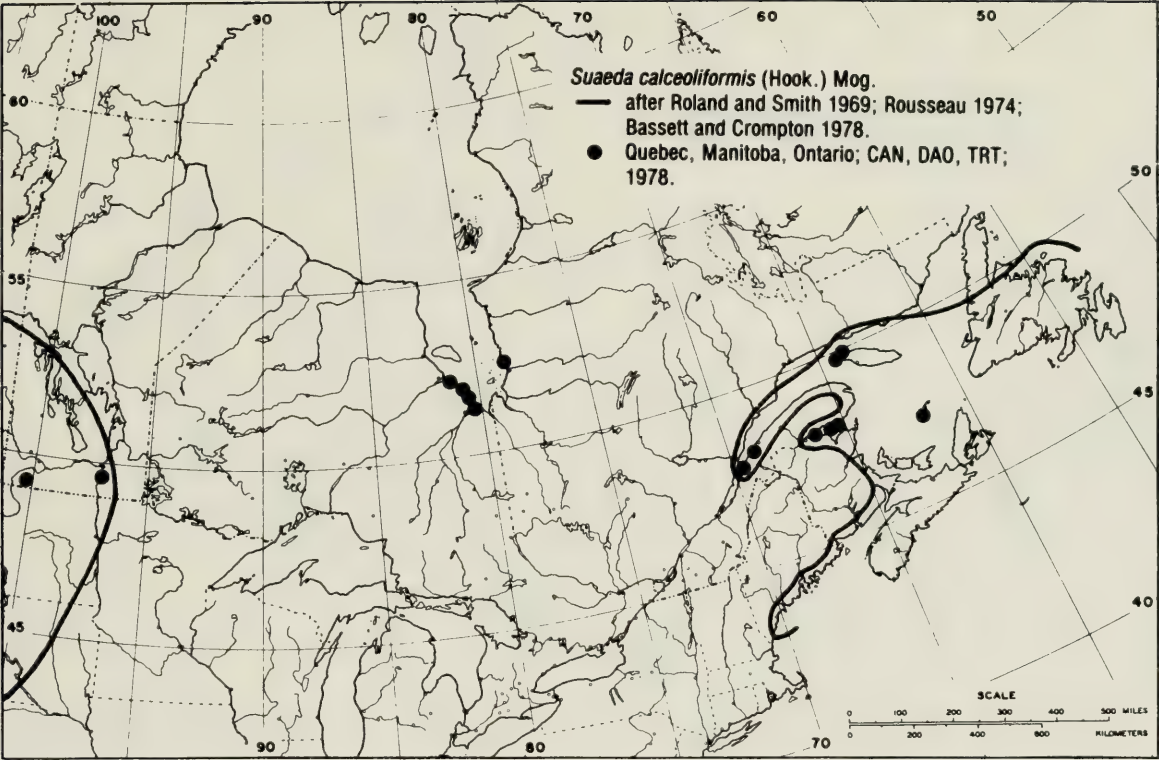 100 90 80 70 60 50
Suaeda calceoliformis (Hook.) Mog.
after Roland and Smith 1969; Rousseau 1974;
Bassett and Crompton 1978.
Quebec, Manitoba, Ontario; CAN, DAO, TRT;
1978.
60
50
55
45
45
40
SCALE
0 100 200 300 400 500 MILES
0 200 400 600 KILOMETERS
90 80 70